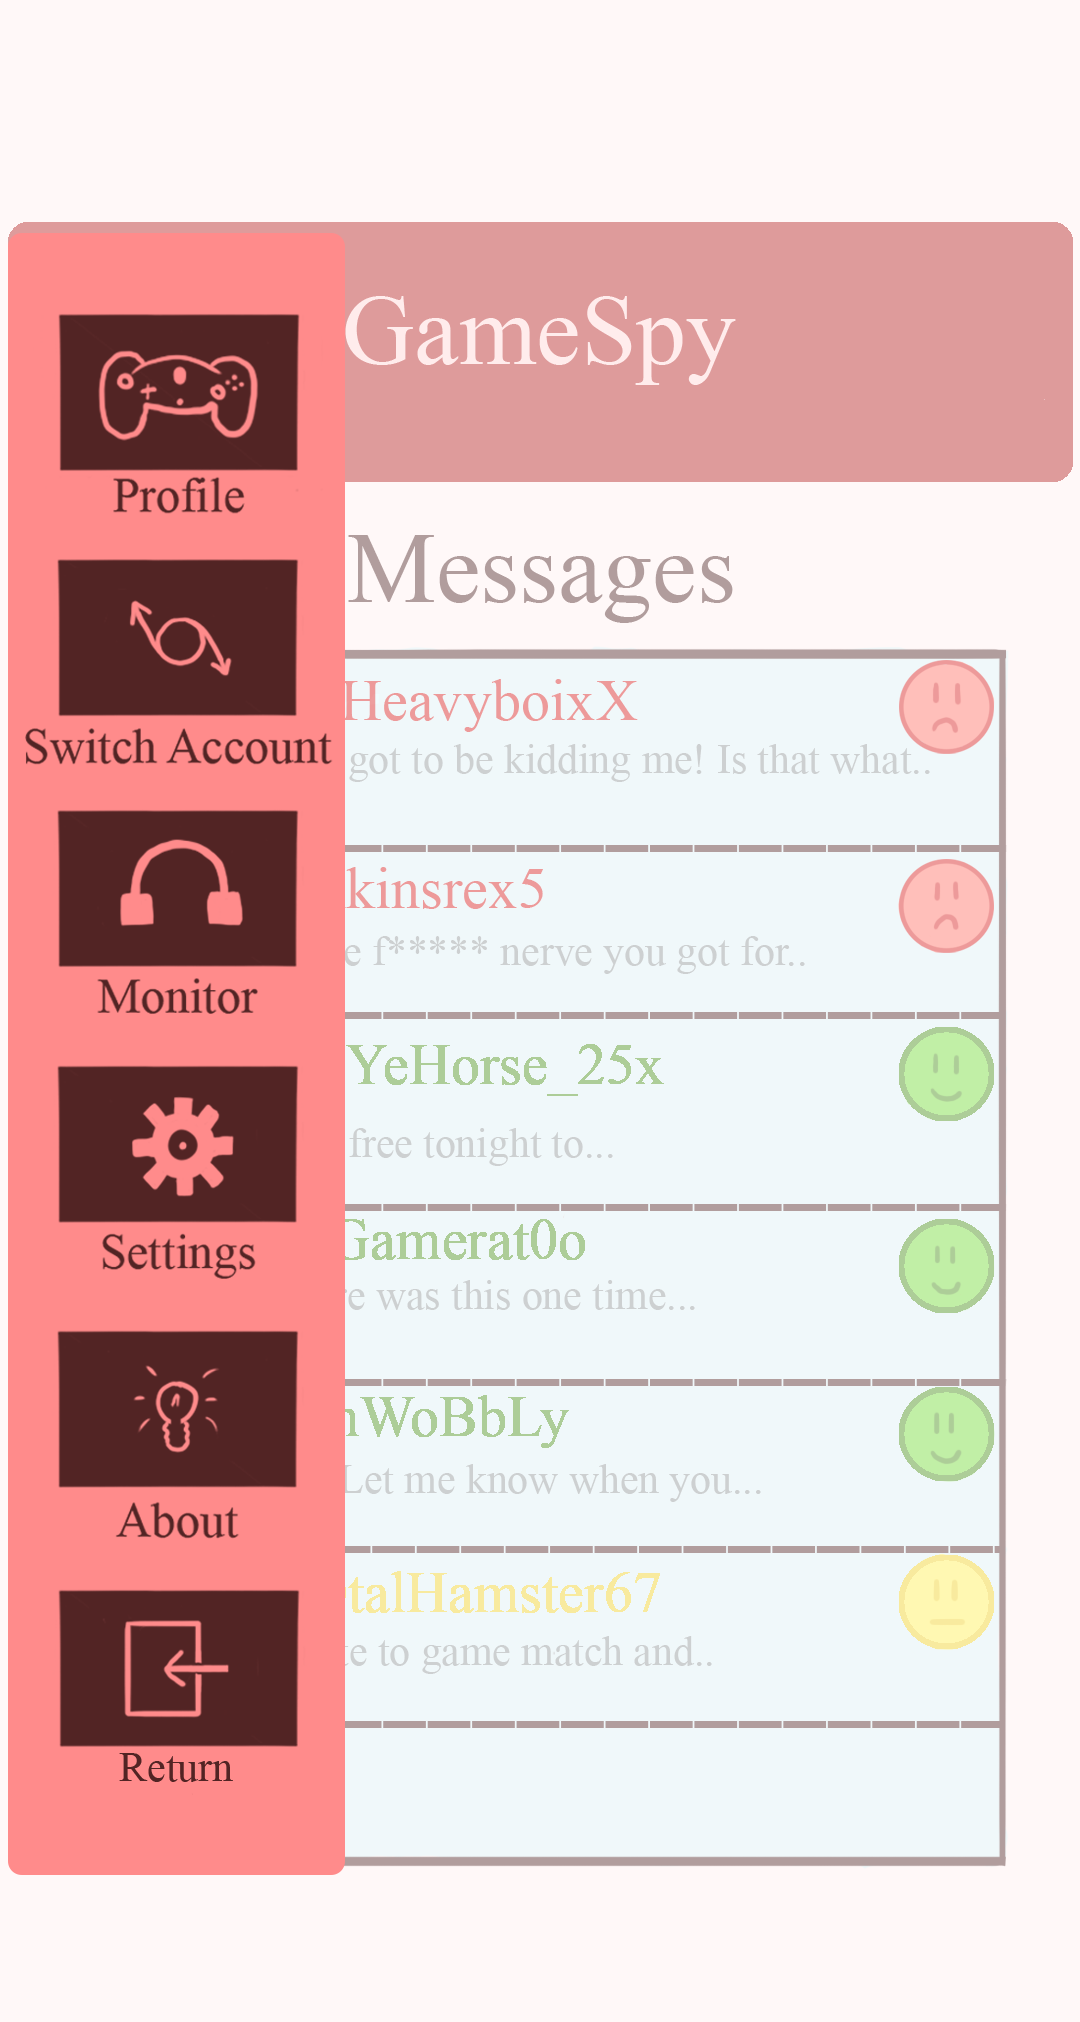 GameSpy
Profile
Switch Account
Monitor
Settings
About
Return
Messages
HeavyboixX
got to be kidding me! Is that what..
kinsrex5
e f***** nerve you got for..
YeHorse_25x
free tonight to...
Gamerat0o
re was this one time...
nWoBbLy
Let me know when you...
talHamster67
te to game match and..